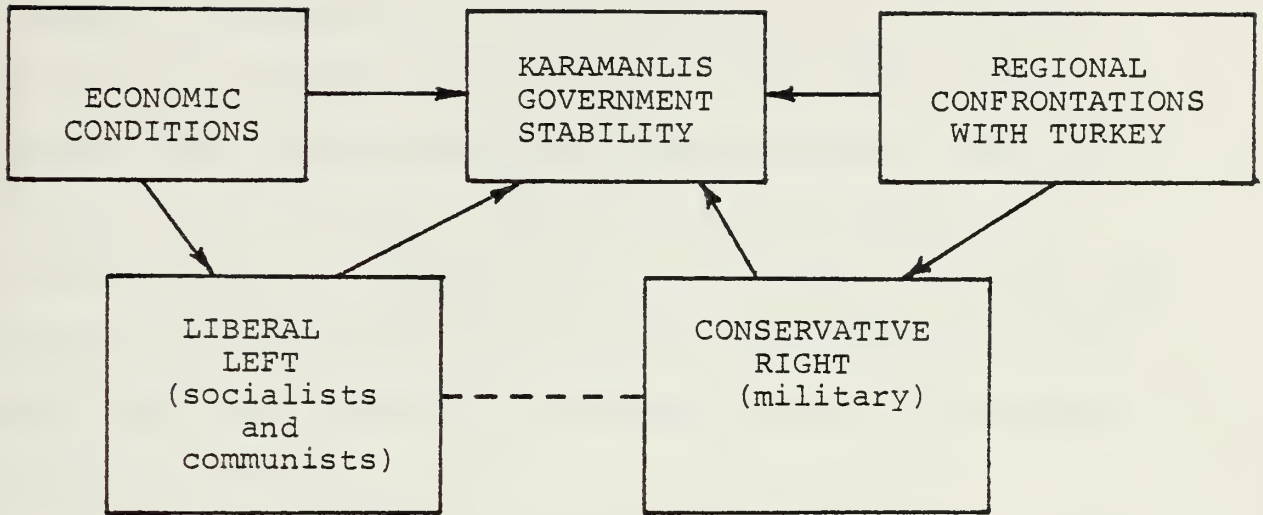 ECONOMIC
CONDITIONS
KARAMANLIS
GOVERNMENT
STABILITY
REGIONAL
CONFRONTATIONS
WITH TURKEY
LIBERAL
LEFT
(socialists
and
communists)
CONSERVATIVE
RIGHT
(military)